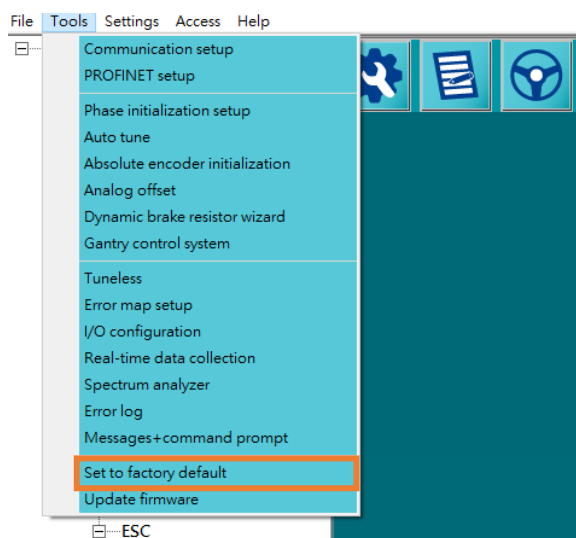 File Tools Settings Access Help
Communication setup
PROFINET setup
Phase initialization setup
Auto tune
Absolute encoder initialization
Analog offset
Dynamic brake resistor wizard
Gantry control system
Tuneless
Error map setup
I/O configuration
Real-time data collection
Spectrum analyzer
Error log
Messages+command prompt
Set to factory default
Update firmware
ESC